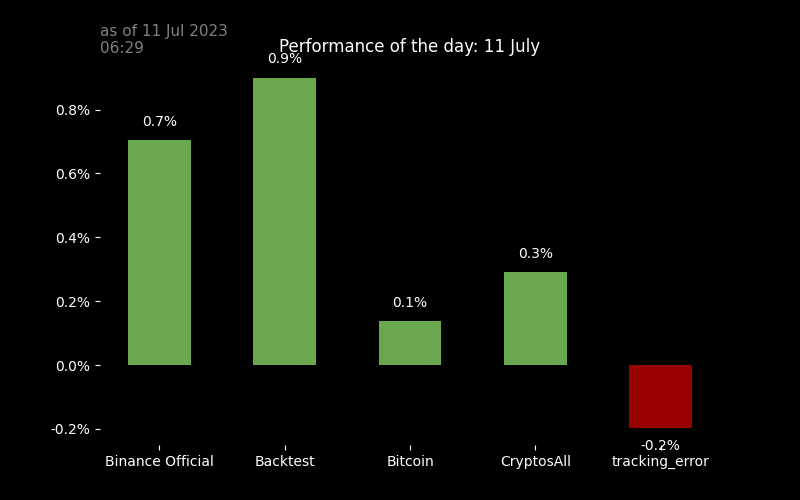 as of 11 Jul 2023
06:29
Performance of the day: 11 July
0.9%
0.8%
0.7%
0.6%
0.4%
0.3%
0.2%
0.1%
0.0%
-0.2%
-0.2%
Binance Official
Backtest
Bitcoin
CryptosAll
tracking_error